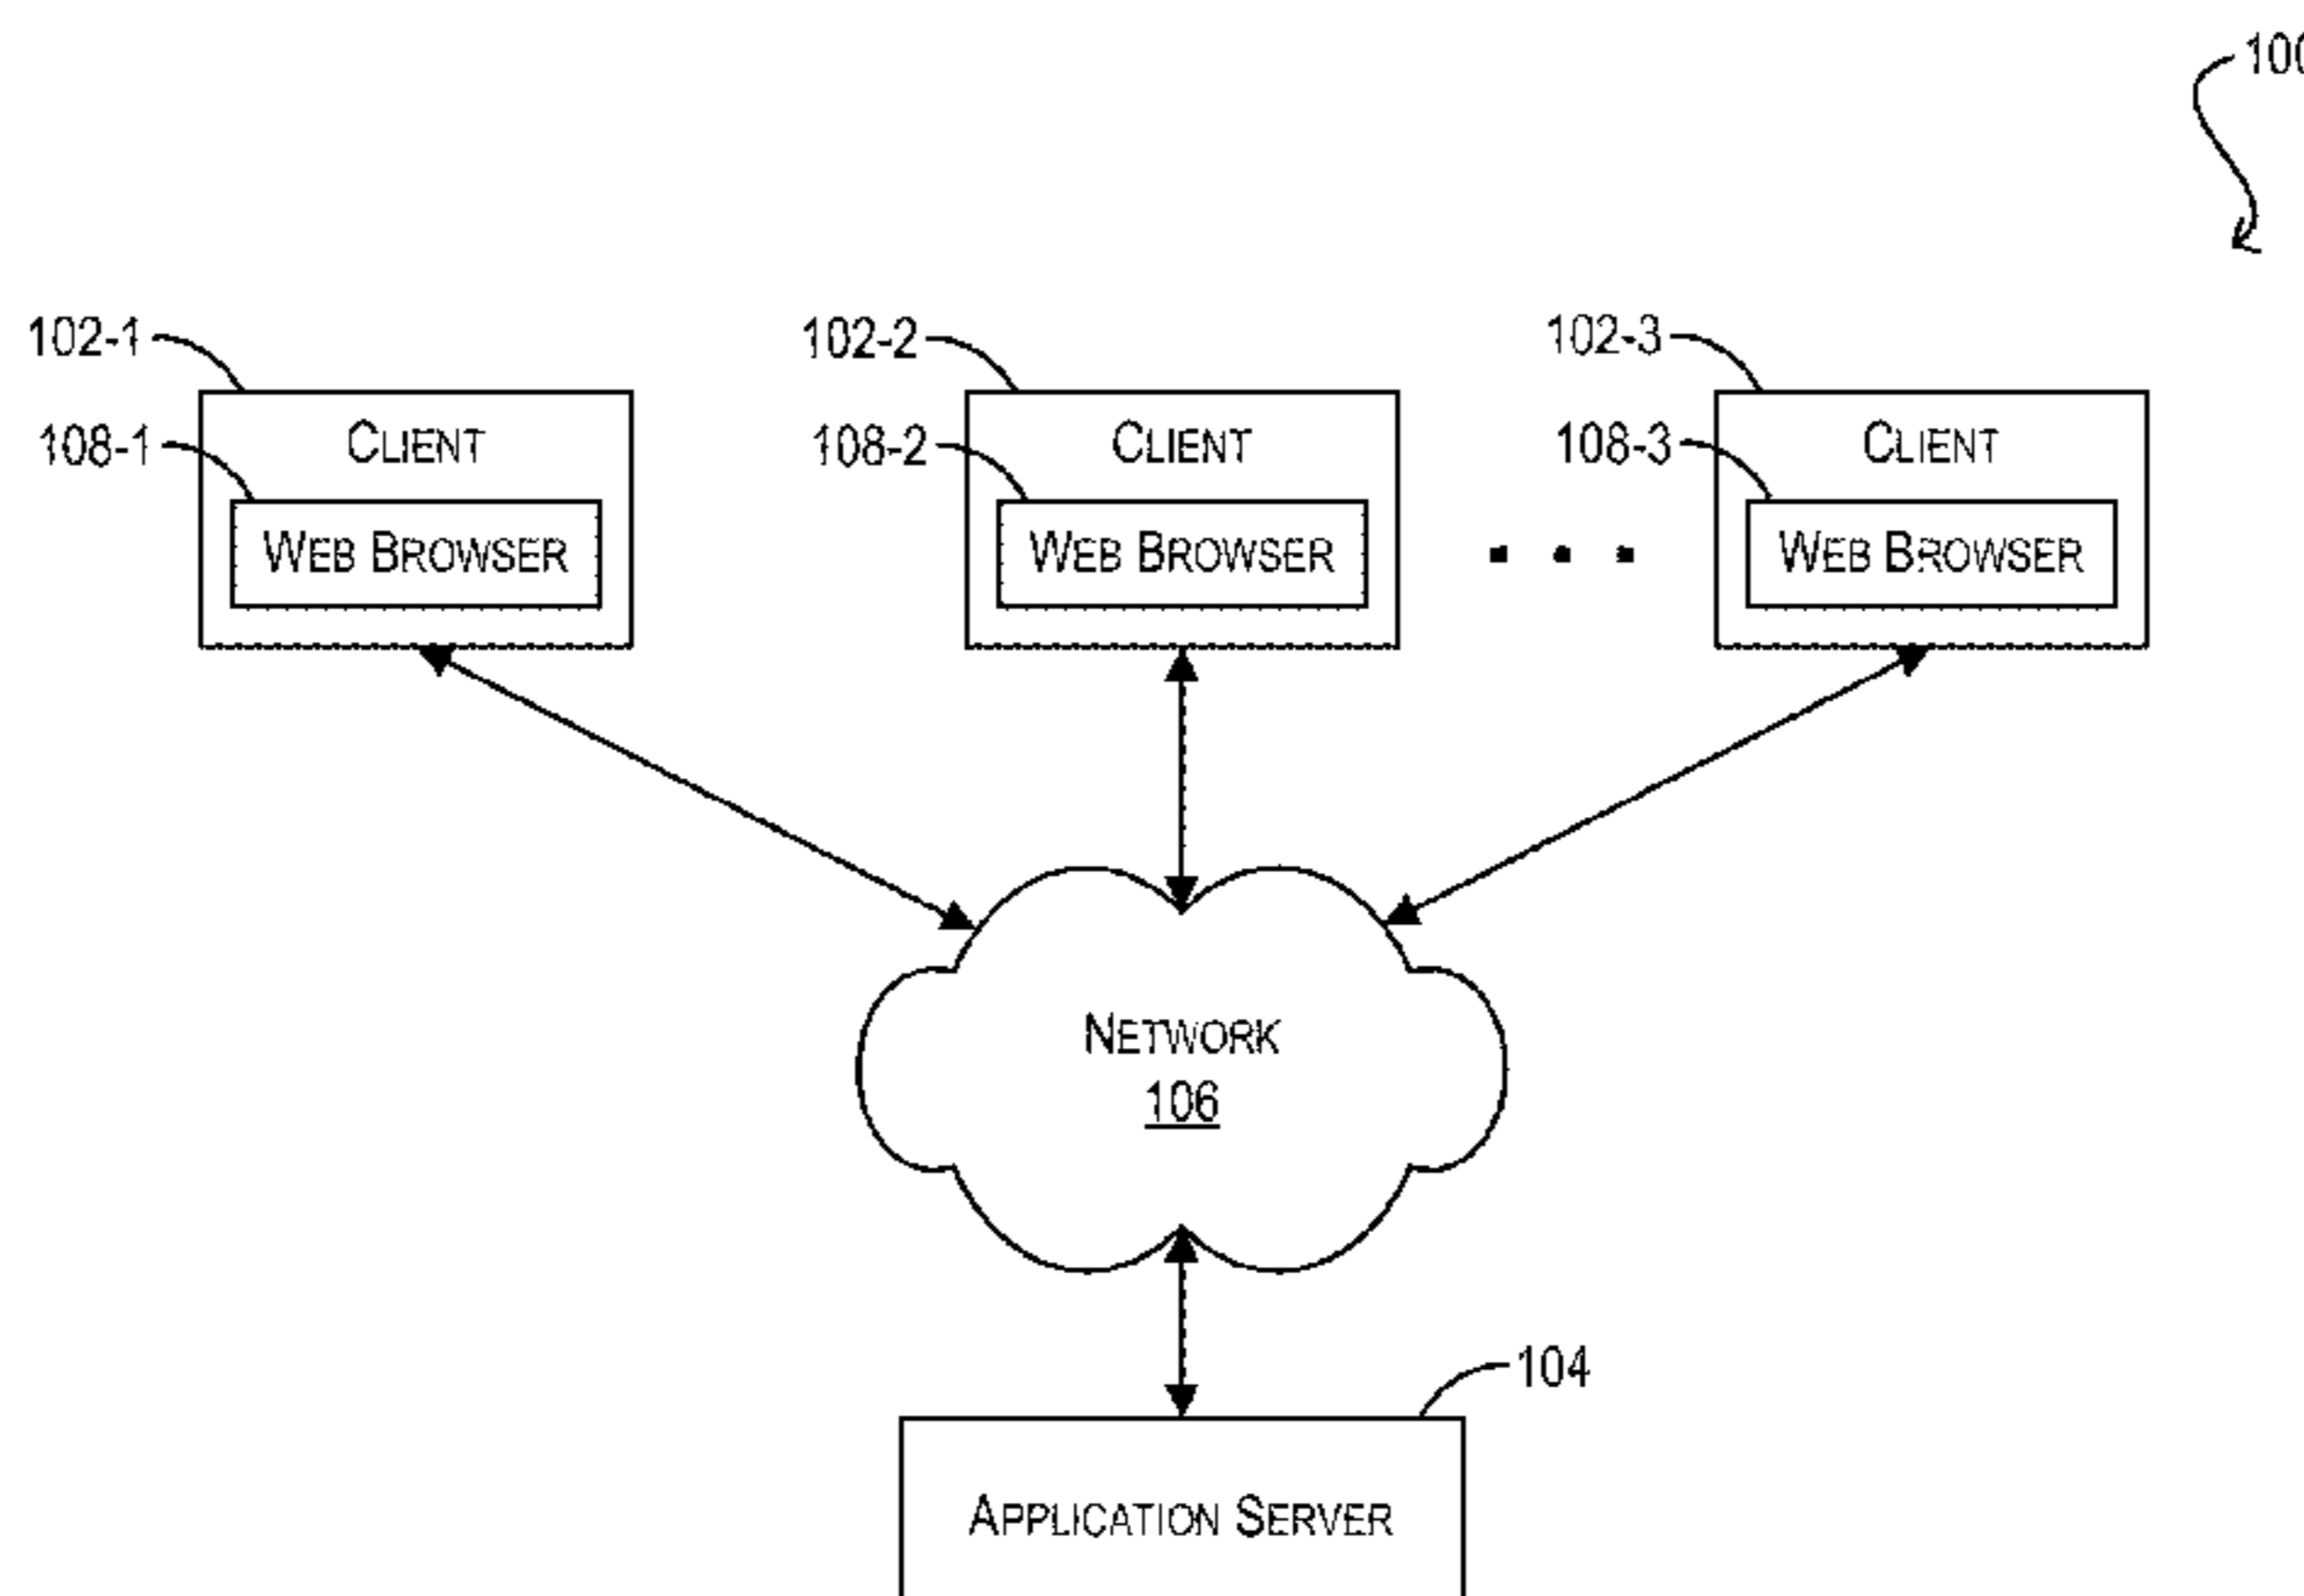 100
102-1
102-2
102-3
108-1
CLIENT
108-2
CLIENT
108-3
CLIENT
WEB BROWSER
WEB BROWSER
WEB BROWSER
NETWORK
106
104
APPLICATION SERVER